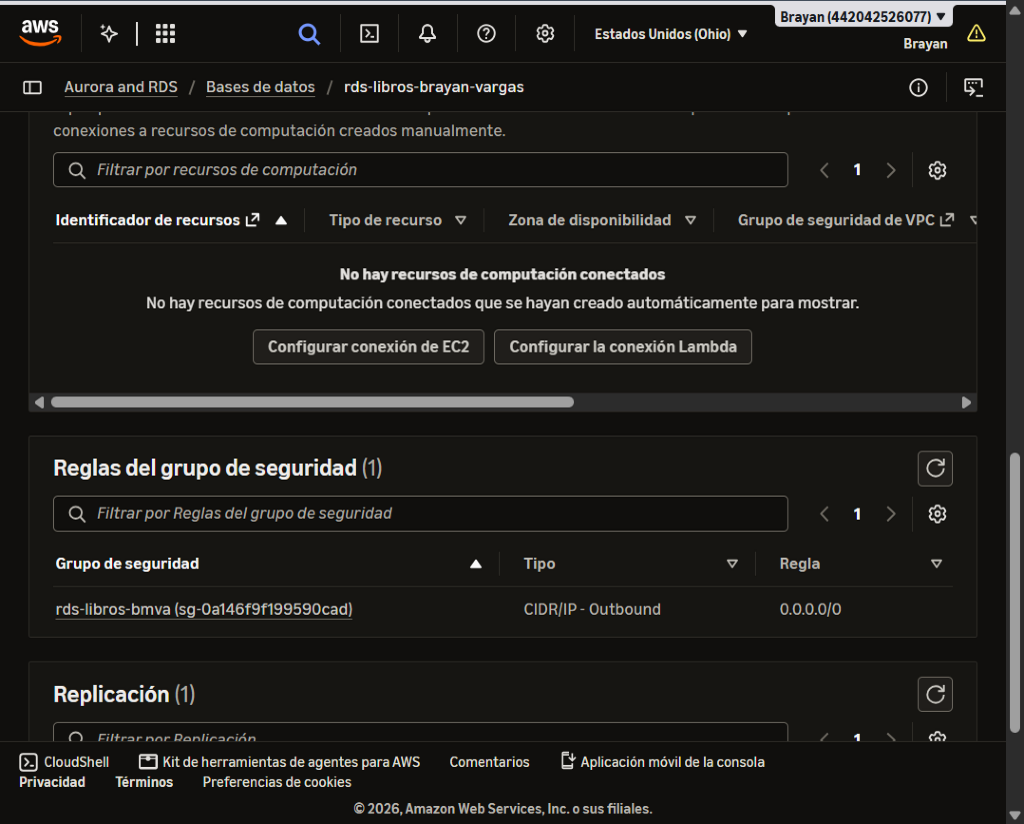 aws
Estados Unidos (Ohio) ▼
Brayan (442042526077) ▼
Brayan
Aurora and RDS / Bases de datos / rds-libros-brayan-vargas
conexiones a recursos de computación creados manualmente.
Filtrar por recursos de computación
1
Identificador de recursos Tipo de recurso Zona de disponibilidad Grupo de seguridad de VPC
No hay recursos de computación conectados
No hay recursos de computación conectados que se hayan creado automáticamente para mostrar.
Configurar conexión de EC2 Configurar la conexión Lambda
Reglas del grupo de seguridad (1)
Filtrar por Reglas del grupo de seguridad
1
Grupo de seguridad Tipo Regla
rds-libros-bmva (sg-0a146f9f199590cad) CIDR/IP - Outbound 0.0.0.0/0
Replicación (1)
Filtrar por Replicación
1
CloudShell Kit de herramientas de agentes para AWS Comentarios Aplicación móvil de la consola
Privacidad Términos Preferencias de cookies
© 2026, Amazon Web Services, Inc. o sus filiales.